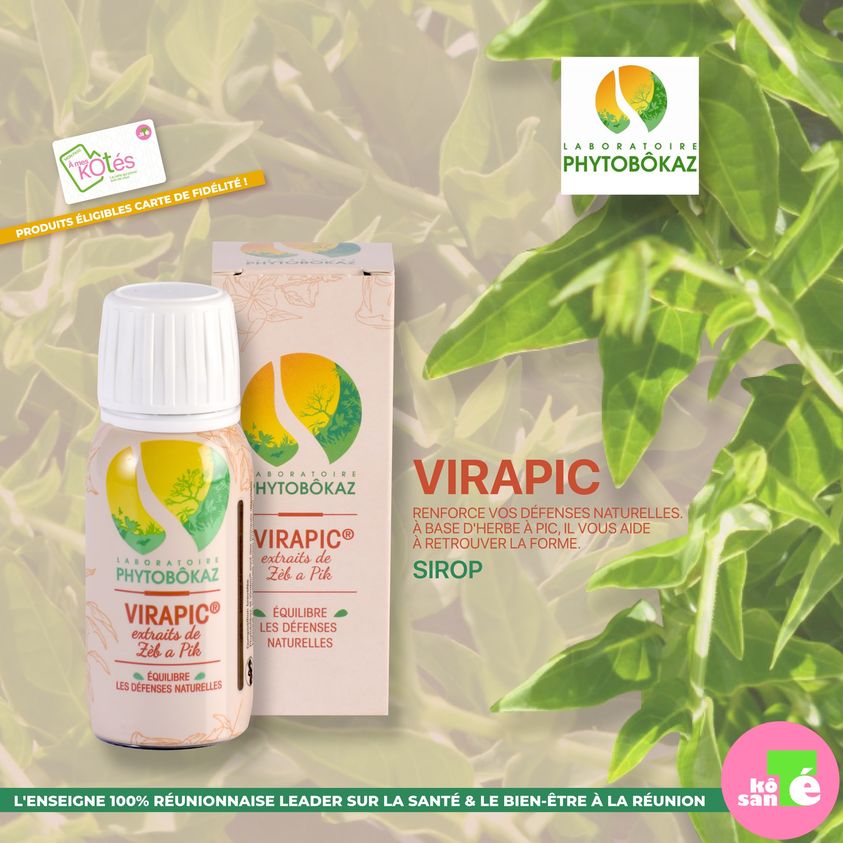 À mes
KÔTÉS
PRODUITS ÉLIGIBLES CARTE DE FIDÉLITÉ !
LABORATOIRE
PHYTOBÔKAZ
PHYTOBÔKAZ
LABORATOIRE
PHYTOBÔKAZ
VIRAPIC®
extraits de
Zèb a Pik
ÉQUILIBRE
LES DÉFENSES
NATURELLES
LABORATOIRE
PHYTOBÔKAZ
VIRAPIC®
extraits de
Zèb a Pik
ÉQUILIBRE
LES DÉFENSES NATURELLES
VIRAPIC
RENFORCE VOS DÉFENSES NATURELLES.
À BASE D'HERBE À PIC, IL VOUS AIDE
À RETROUVER LA FORME.
SIROP
L'ENSEIGNE 100% RÉUNIONNAISE LEADER SUR LA SANTÉ & LE BIEN-ÊTRE À LA RÉUNION
kô
santé